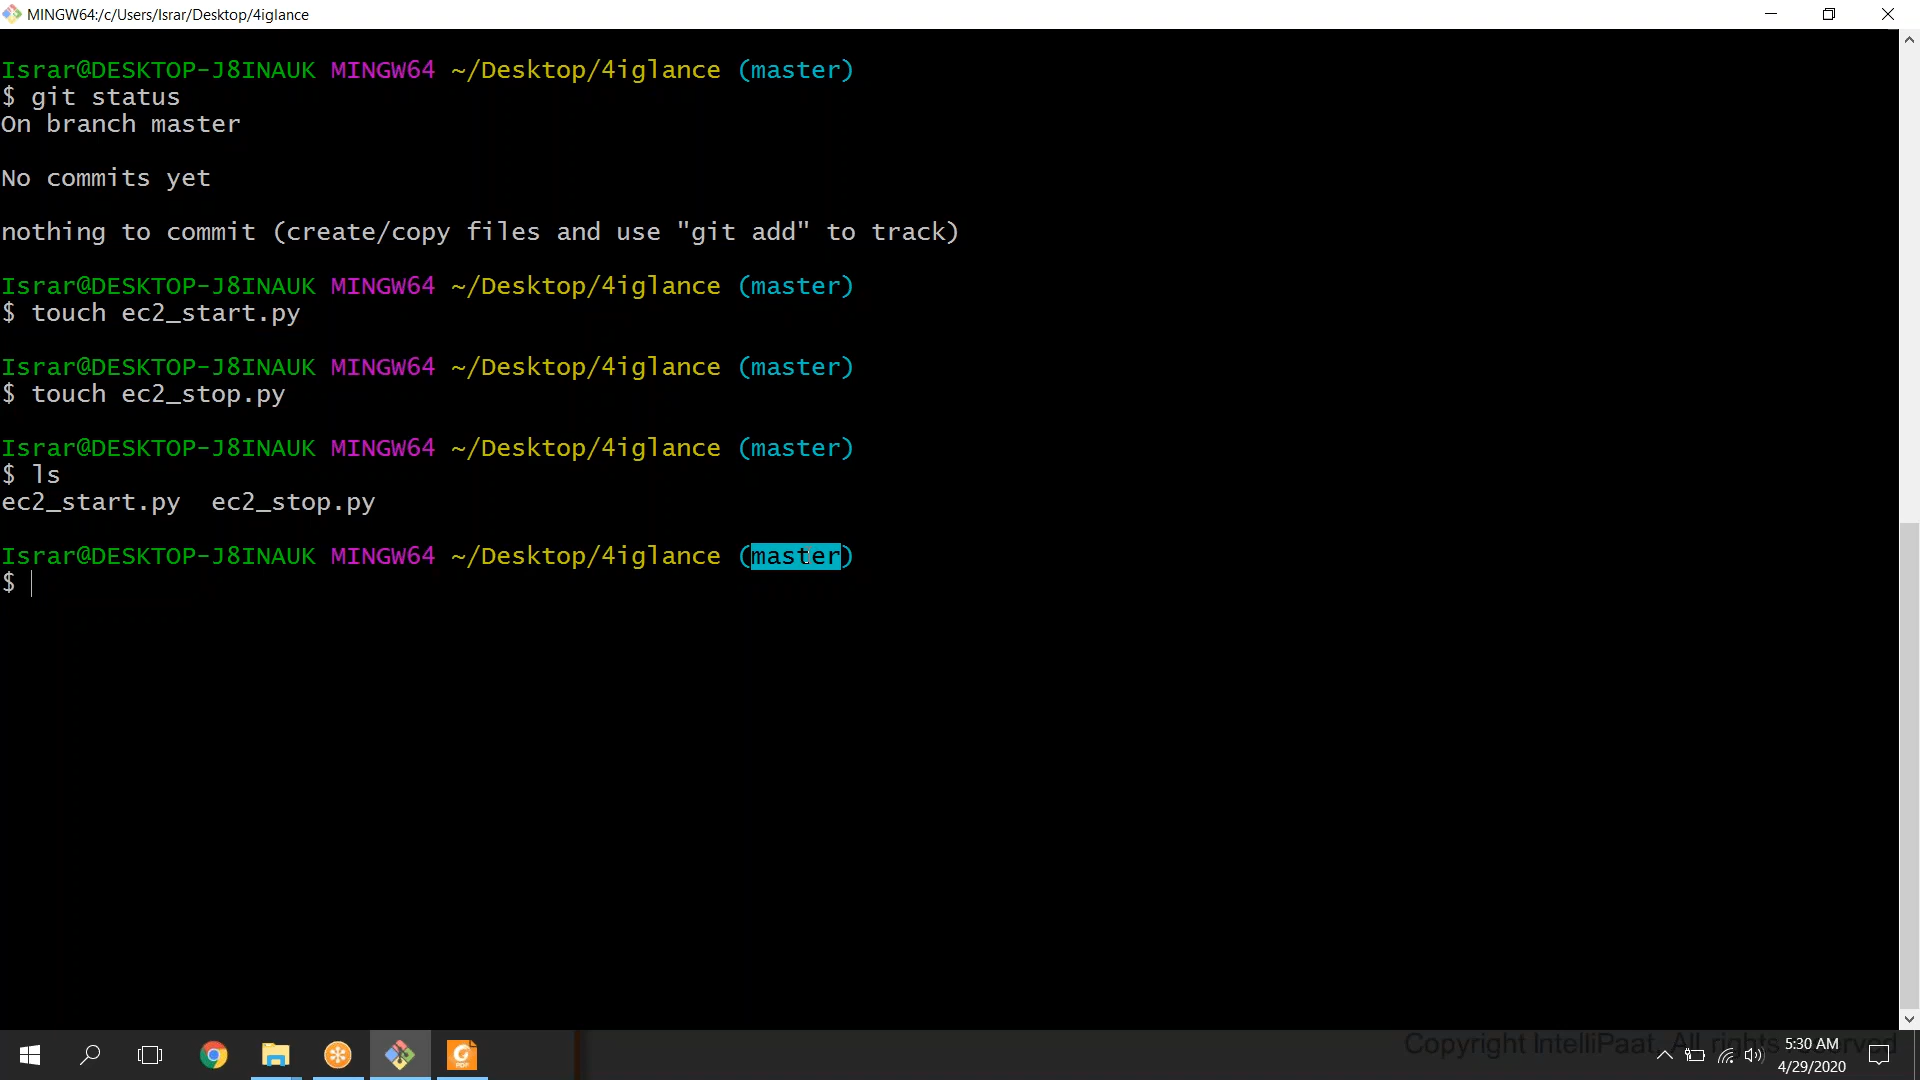 MINGW64:/c/Users/Israr/Desktop/4iglance
Israr@DESKTOP-J8INAUK MINGW64 ~/Desktop/4iglance (master)
$ git status
On branch master
No commits yet
nothing to commit (create/copy files and use "git add" to track)
Israr@DESKTOP-J8INAUK MINGW64 ~/Desktop/4iglance (master)
$ touch ec2_start.py
Israr@DESKTOP-J8INAUK MINGW64 ~/Desktop/4iglance (master)
$ touch ec2_stop.py
Israr@DESKTOP-J8INAUK MINGW64 ~/Desktop/4iglance (master)
$ ls
ec2_start.py  ec2_stop.py
Israr@DESKTOP-J8INAUK MINGW64 ~/Desktop/4iglance (master)
$
Copyright IntelliPaat. All rights reserved
5:30 AM
4/29/2020
PDF